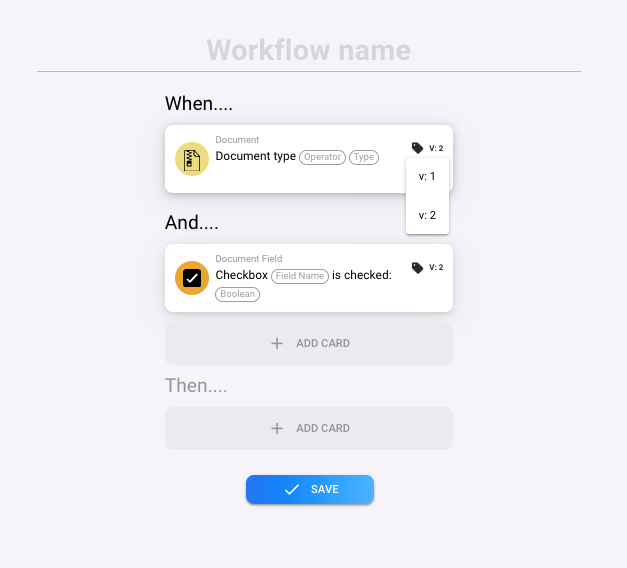 Workflow name
When....
Document
Document type Operator Type
V: 2
v: 1
v: 2
And....
Document Field
Checkbox Field Name is checked:
Boolean
V: 2
ADD CARD
Then....
ADD CARD
SAVE